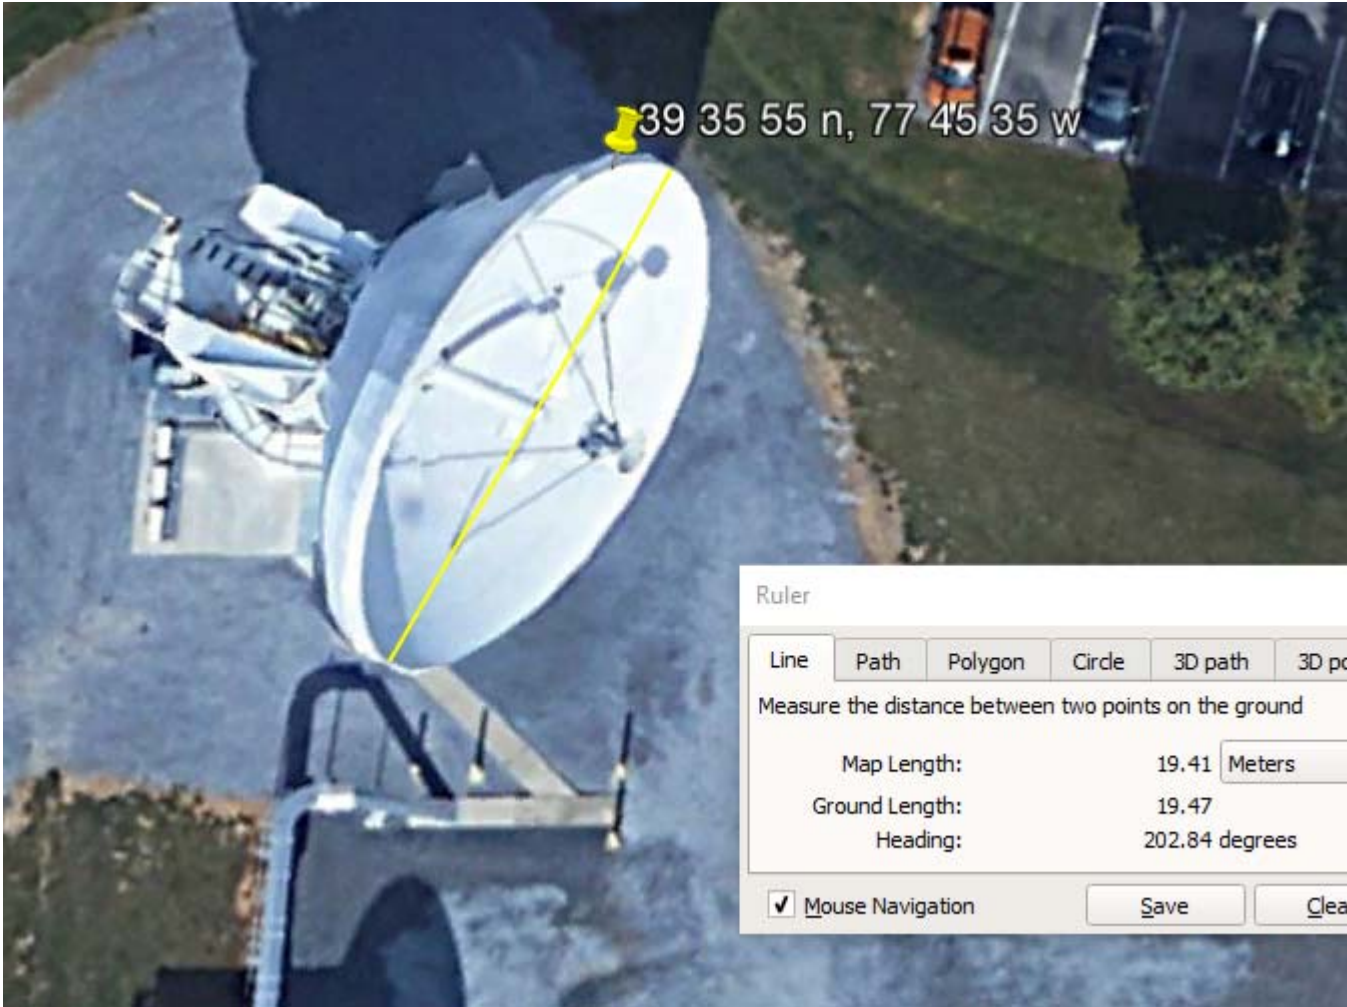 39 35 55 n, 77 45 35 w
Ruler
Line Path Polygon Circle 3D path
Measure the distance between two points on the ground
Map Length: 19.41 Meters
Ground Length: 19.47
Heading: 202.84 degrees
Mouse Navigation Save